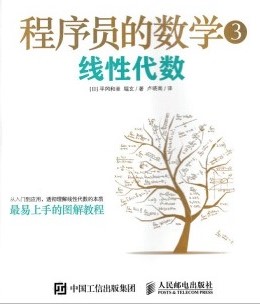 程序员的数学3
线性代数
[日]平冈和幸 堀玄/著 卢晓南/译
从入门到应用，透彻理解线性代数的本质
最易上手的图解教程
中国工信出版集团 人民邮电出版社